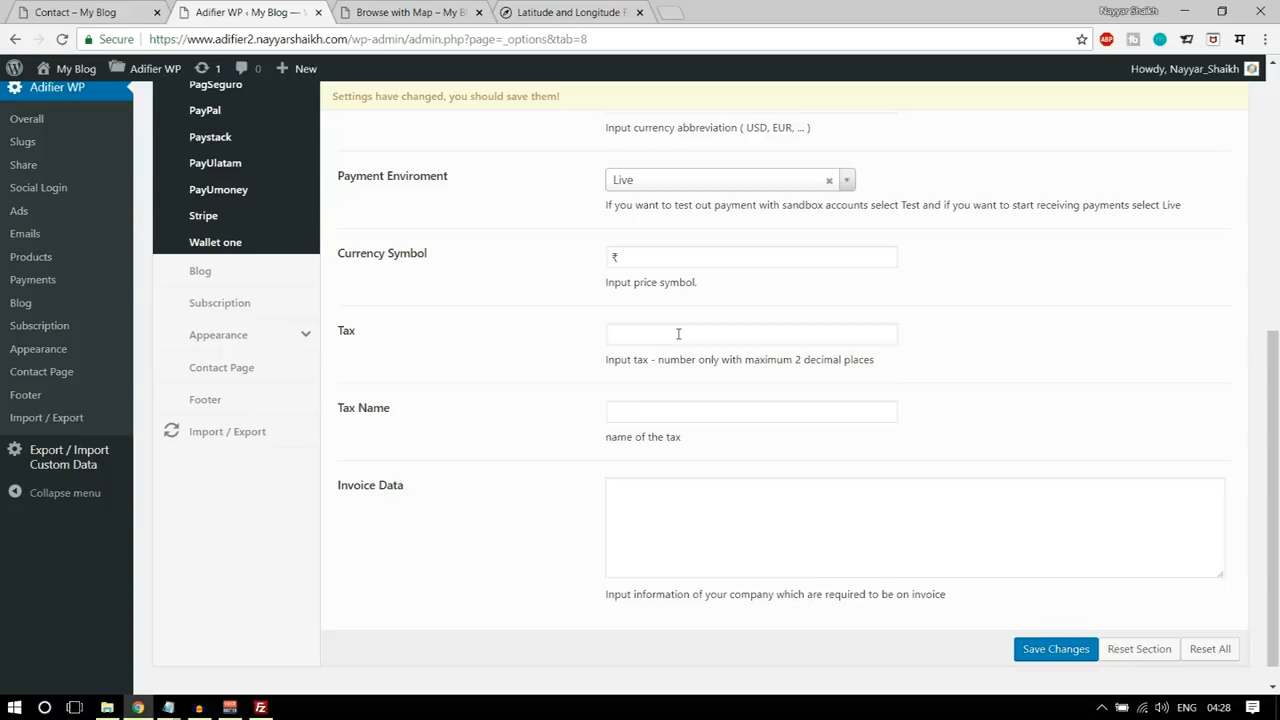 Contact – My Blog
Adifier WP ‹ My Blog —
Browse with Map – My B
Latitude and Longitude F
Nayyar Shaikh
Secure
https://www.adifier2.nayyarshaikh.com/wp-admin/admin.php?page=_options&tab=8
ABP
My Blog
Adifier WP
1
0
New
Howdy, Nayyar_Shaikh
Adifier WP
Overall
Slugs
Share
Social Login
Ads
Emails
Products
Payments
Blog
Subscription
Appearance
Contact Page
Footer
Import / Export
Export / Import
Custom Data
Collapse menu
PagSeguro
PayPal
Paystack
PayUlatam
PayUmoney
Stripe
Wallet one
Blog
Subscription
Appearance
Contact Page
Footer
Import / Export
Settings have changed, you should save them!
Input currency abbreviation ( USD, EUR, ... )
Payment Enviroment
Live
If you want to test out payment with sandbox accounts select Test and if you want to start receiving payments select Live
Currency Symbol
₹
Input price symbol.
Tax
Input tax - number only with maximum 2 decimal places
Tax Name
name of the tax
Invoice Data
Input information of your company which are required to be on invoice
Save Changes
Reset Section
Reset All
ENG
04:28